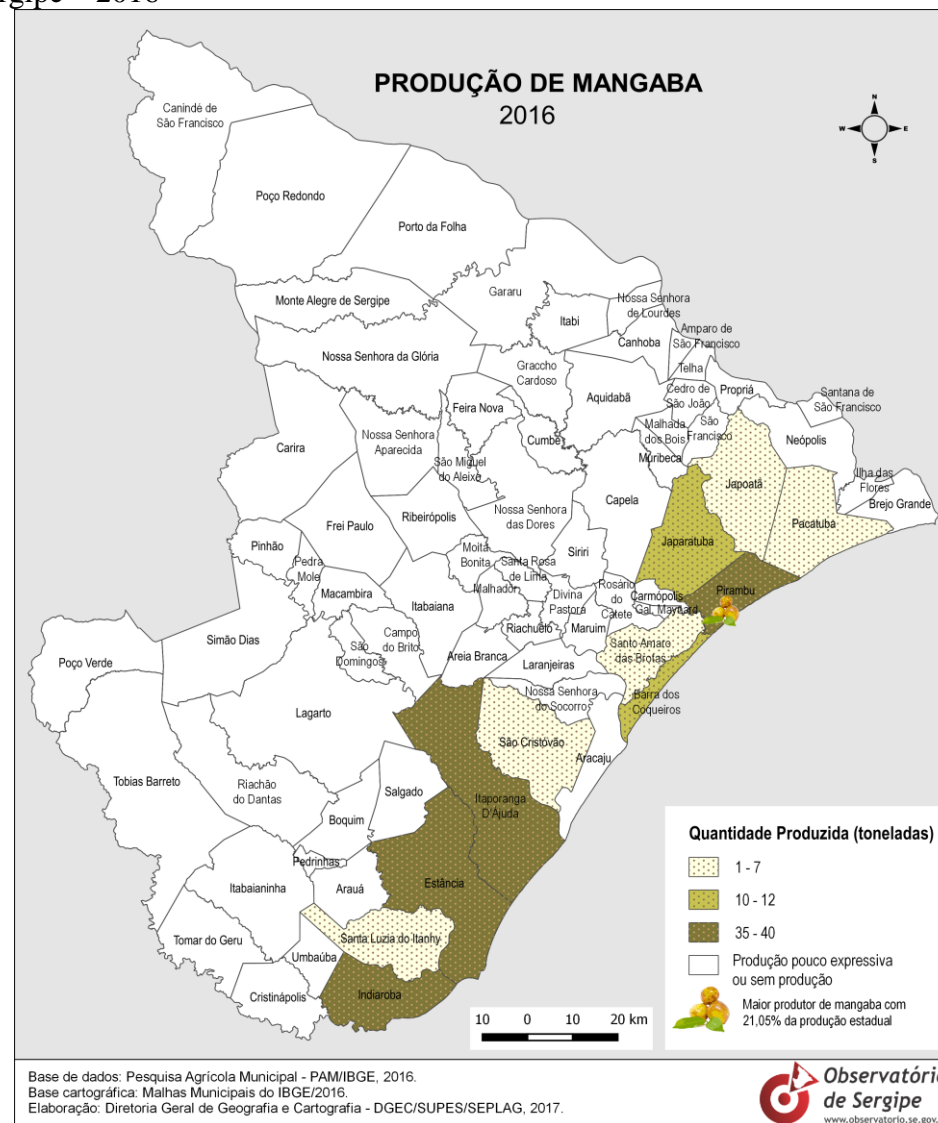 rgipe – 2016
PRODUÇÃO DE MANGABA
2016
N
W
E
S
Canindé de
São Francisco
Poço Redondo
Porto da Folha
Monte Alegre de Sergipe
Gararu
Nossa Senhora
de Lourdes
Itabi
Canhoba
Amparo de
São Francisco
Nossa Senhora da Glória
Graccho
Cardoso
Telha
Aquidabã
Cedro de
São João
Propriá
Santana de
São Francisco
Feira Nova
Carira
Nossa Senhora
Aparecida
Cumbe
Malhada
dos Bois
São
Francisco
Neópolis
São Miguel
do Aleixo
Muribeca
Ilha das
Flores
Brejo Grande
Japoatã
Capela
Nossa Senhora
das Dores
Pacatuba
Ribeirópolis
Frei Paulo
Pinhão
Japaratuba
Siriri
Moita
Bonita
Santa Rosa
de Lima
Pedra
Mole
Macambira
Malhador
Divina
Pastora
Rosário
do
Catete
Carmópolis
Pirambu
Itabaiana
Gal. Maynard
Riachuelo
Maruim
Simão Dias
Campo
do Brito
São
Domingos
Areia Branca
Laranjeiras
Santo Amaro
das Brotas
Poço Verde
Nossa Senhora
do Socorro
Barra dos
Coqueiros
Lagarto
São Cristóvão
Aracaju
Tobias Barreto
Riachão
do Dantas
Salgado
Itaporanga
D'Ajuda
Boquim
Pedrinhas
Itabaianinha
Arauá
Estância
Tomar do Geru
Santa Luzia do Itanhy
Umbaúba
Cristinápolis
Indiaroba
Quantidade Produzida (toneladas)
1 - 7
10 - 12
35 - 40
Produção pouco expressiva
ou sem produção
Maior produtor de mangaba com
21,05% da produção estadual
10 0 10 20 km
Base de dados: Pesquisa Agrícola Municipal - PAM/IBGE, 2016.
Base cartográfica: Malhas Municipais do IBGE/2016.
Elaboração: Diretoria Geral de Geografia e Cartografia - DGEC/SUPES/SEPLAG, 2017.
Observatório
de Sergipe
www.observatorio.se.gov.